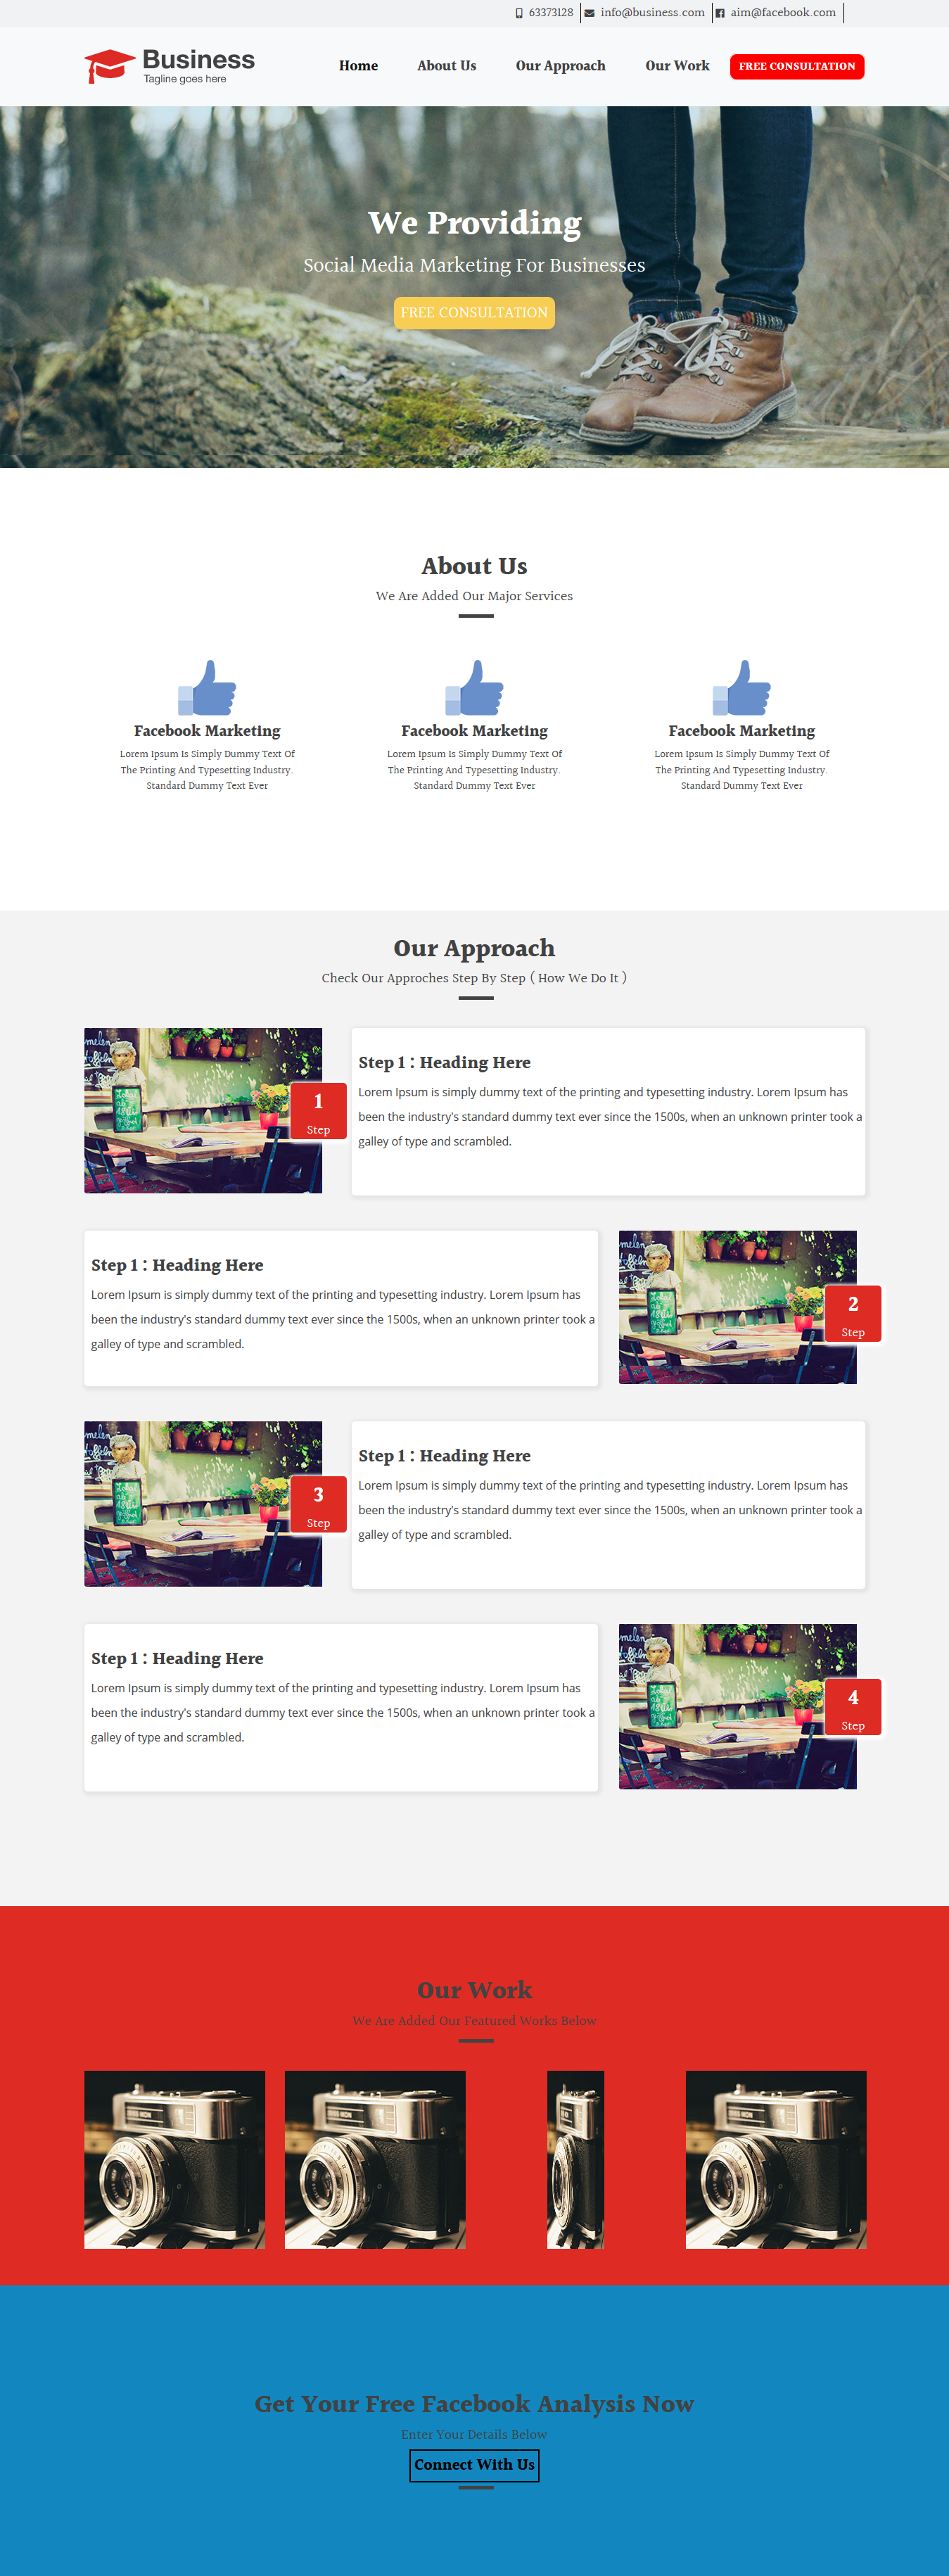 63373128 info@business.com aim@facebook.com
Business
Tagline goes here
Home About Us Our Approach Our Work FREE CONSULTATION
We Providing
Social Media Marketing For Businesses
FREE CONSULTATION
About Us
We Are Added Our Major Services
Facebook Marketing
Lorem Ipsum Is Simply Dummy Text Of
The Printing And Typesetting Industry.
Standard Dummy Text Ever
Facebook Marketing
Lorem Ipsum Is Simply Dummy Text Of
The Printing And Typesetting Industry.
Standard Dummy Text Ever
Facebook Marketing
Lorem Ipsum Is Simply Dummy Text Of
The Printing And Typesetting Industry.
Standard Dummy Text Ever
Our Approach
Check Our Approches Step By Step ( How We Do It )
1
Step
Step 1 : Heading Here
Lorem Ipsum is simply dummy text of the printing and typesetting industry. Lorem Ipsum has
been the industry's standard dummy text ever since the 1500s, when an unknown printer took a
galley of type and scrambled.
Step 1 : Heading Here
Lorem Ipsum is simply dummy text of the printing and typesetting industry. Lorem Ipsum has
been the industry's standard dummy text ever since the 1500s, when an unknown printer took a
galley of type and scrambled.
2
Step
3
Step
Step 1 : Heading Here
Lorem Ipsum is simply dummy text of the printing and typesetting industry. Lorem Ipsum has
been the industry's standard dummy text ever since the 1500s, when an unknown printer took a
galley of type and scrambled.
Step 1 : Heading Here
Lorem Ipsum is simply dummy text of the printing and typesetting industry. Lorem Ipsum has
been the industry's standard dummy text ever since the 1500s, when an unknown printer took a
galley of type and scrambled.
4
Step
Our Work
We Are Added Our Featured Works Below
Get Your Free Facebook Analysis Now
Enter Your Details Below
Connect With Us